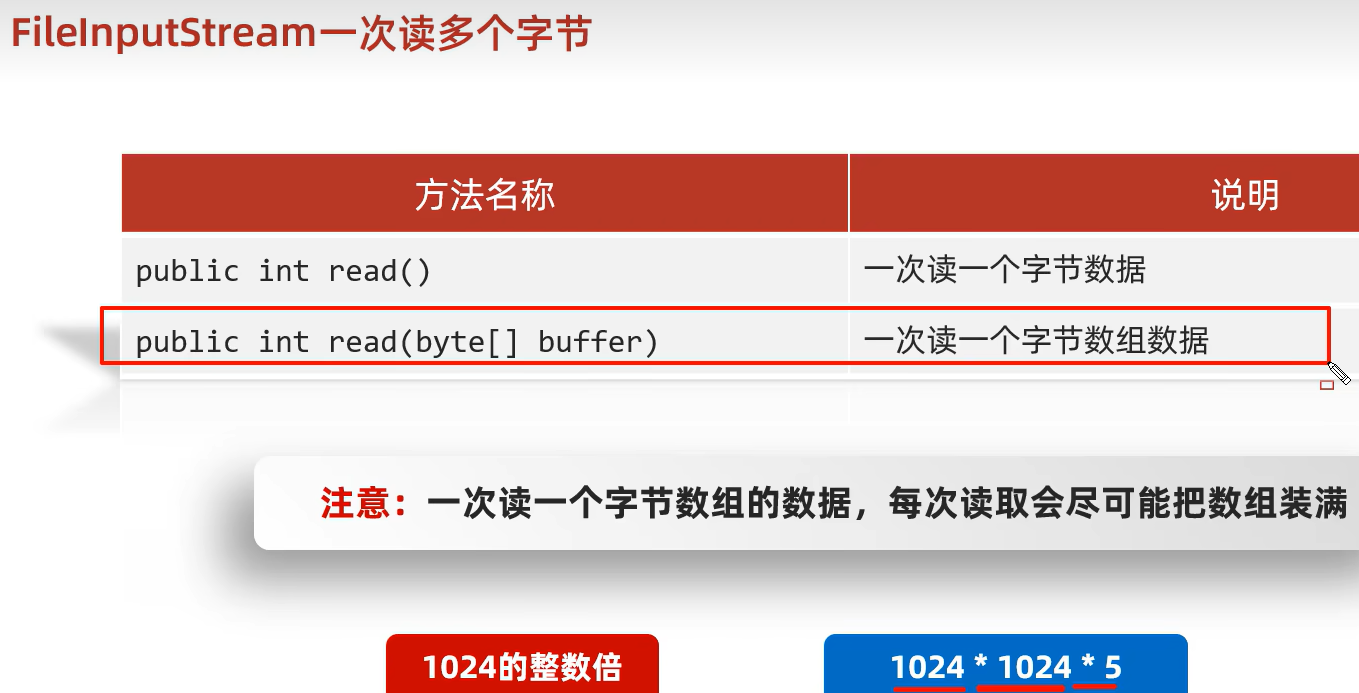 FileInputStream一次读多个字节
方法名称 说明
public int read() 一次读一个字节数据
public int read(byte[] buffer) 一次读一个字节数组数据
注意：一次读一个字节数组的数据，每次读取会尽可能把数组装满
1024的整数倍 1024 * 1024 * 5